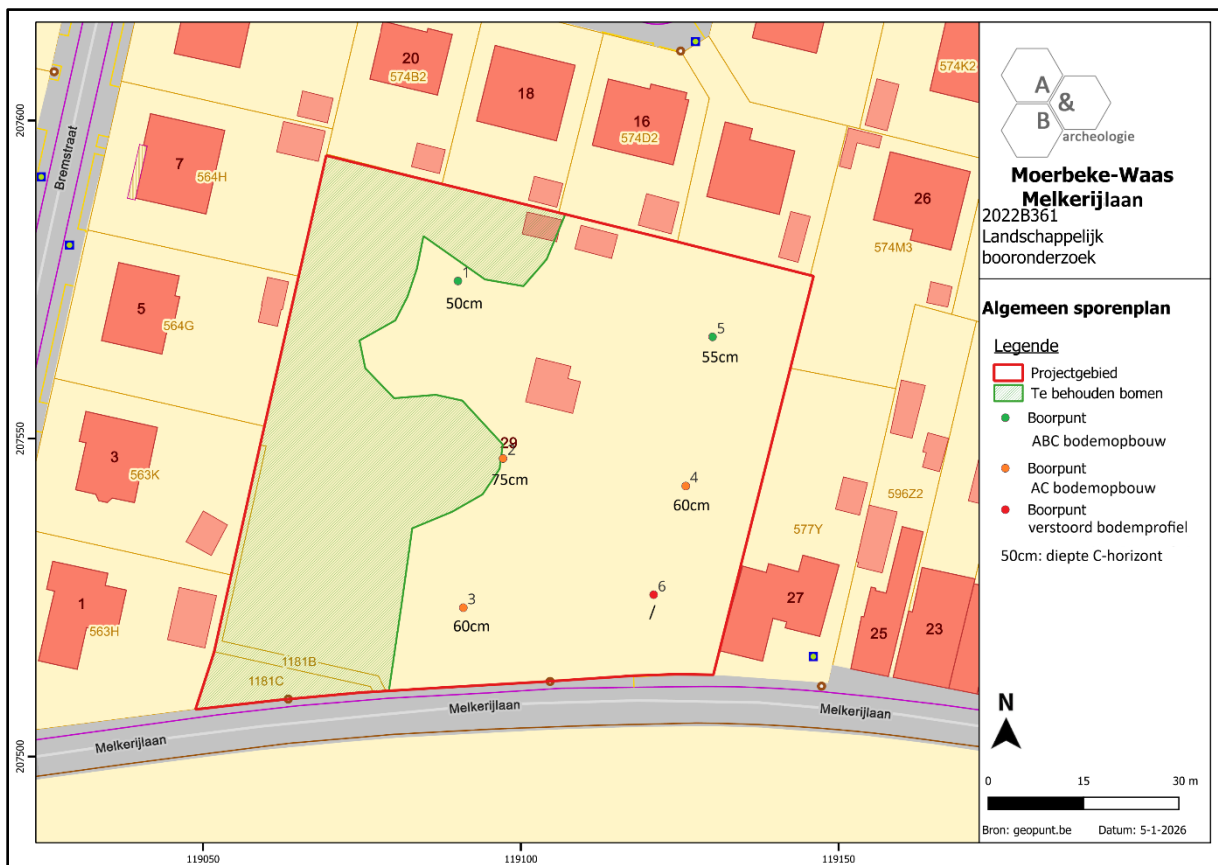 20
574B2
18
16
574D2
574K2
7
564H
26
574M3
Bremstraat
5
564G
1
50cm
5
55cm
3
563K
29
2
75cm
4
60cm
596Z2
577Y
1
563H
3
60cm
6
/
27
25
23
1181B
1181C
Melkerijlaan
Melkerijlaan
Melkerijlaan
207600
207550
207500
119050
119100
119150
A
&
B
archeologie
Moerbeke-Waas
Melkerijlaan
2022B361
Landschappelijk
booronderzoek
Algemeen sporenplan
Legende
Projectgebied
Te behouden bomen
Boorpunt
ABC bodemopbouw
Boorpunt
AC bodemopbouw
Boorpunt
verstoord bodemprofiel
50cm: diepte C-horizont
N
0 15 30 m
Bron: geopunt.be Datum: 5-1-2026